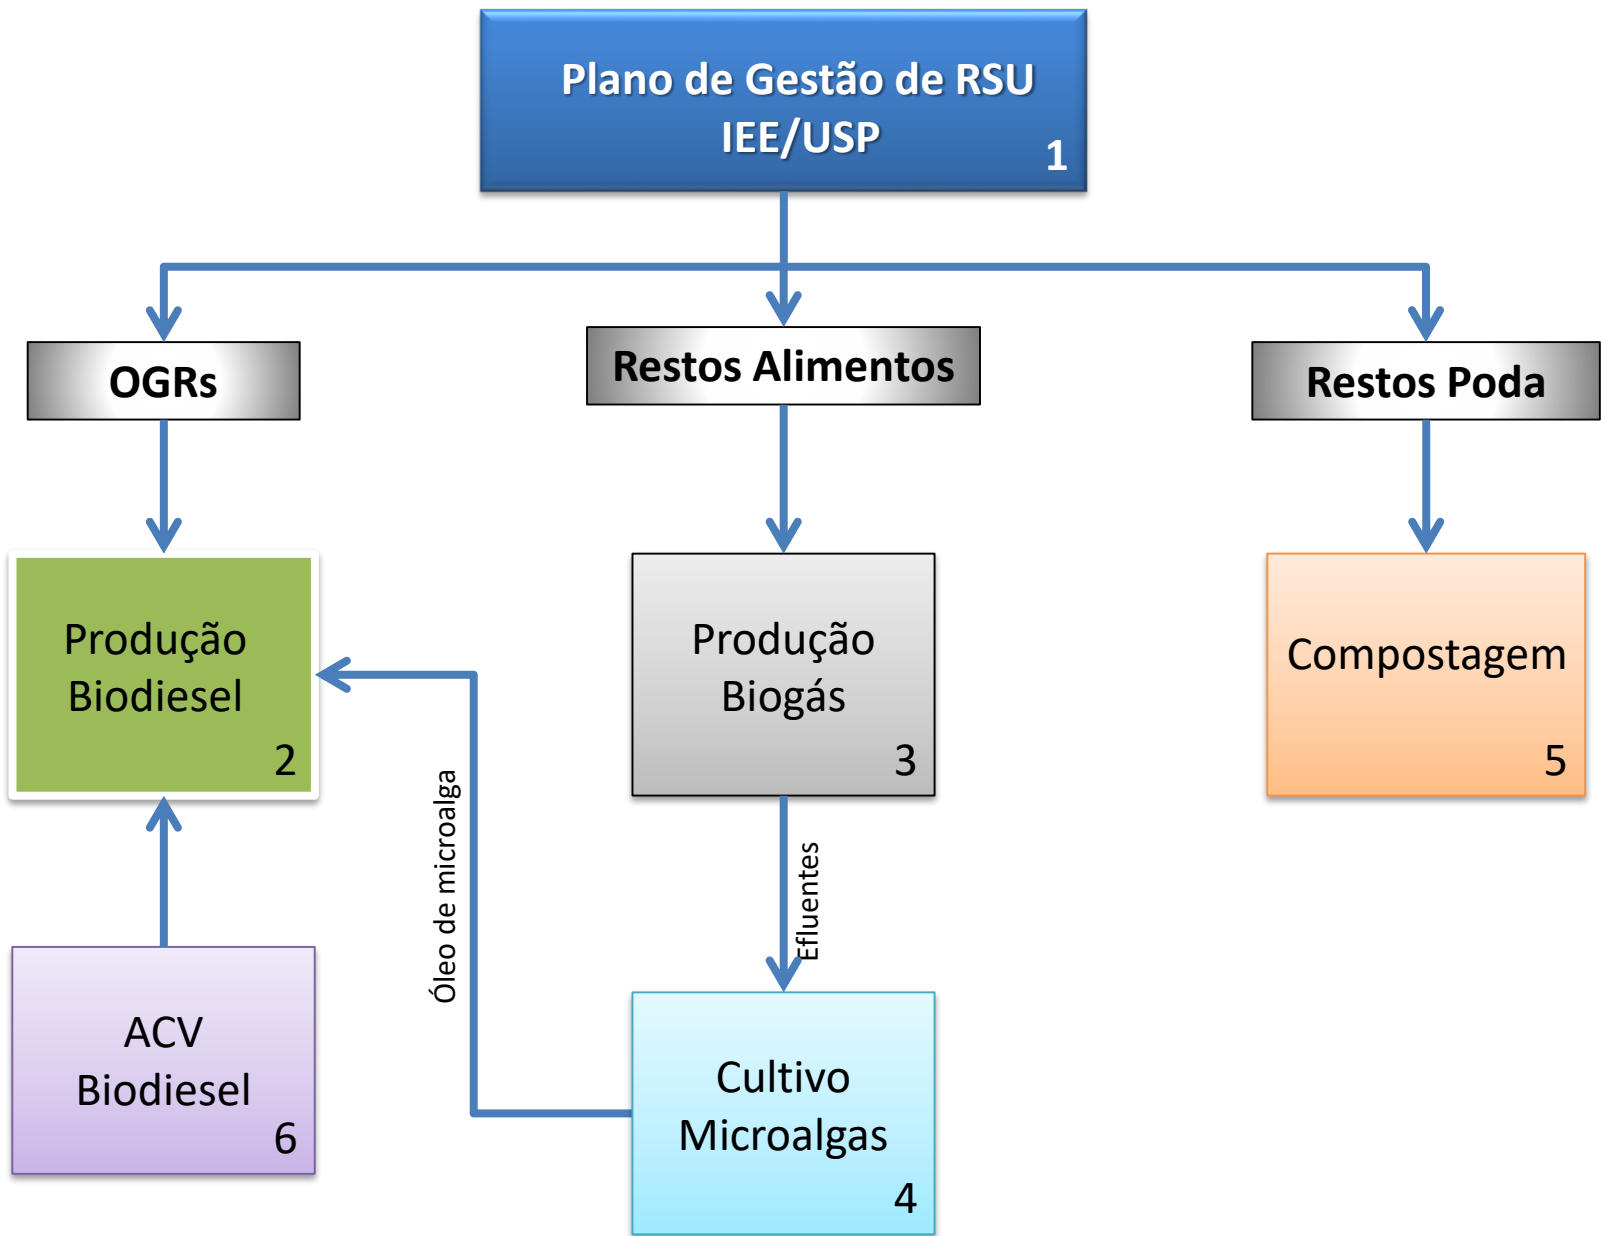 Plano de Gestão de RSU
IEE/USP
1
OGRs
Restos Alimentos
Restos Poda
Produção
Biodiesel
2
Produção
Biogás
3
Compostagem
5
Óleo de microalga
Efluentes
ACV
Biodiesel
6
Cultivo
Microalgas
4